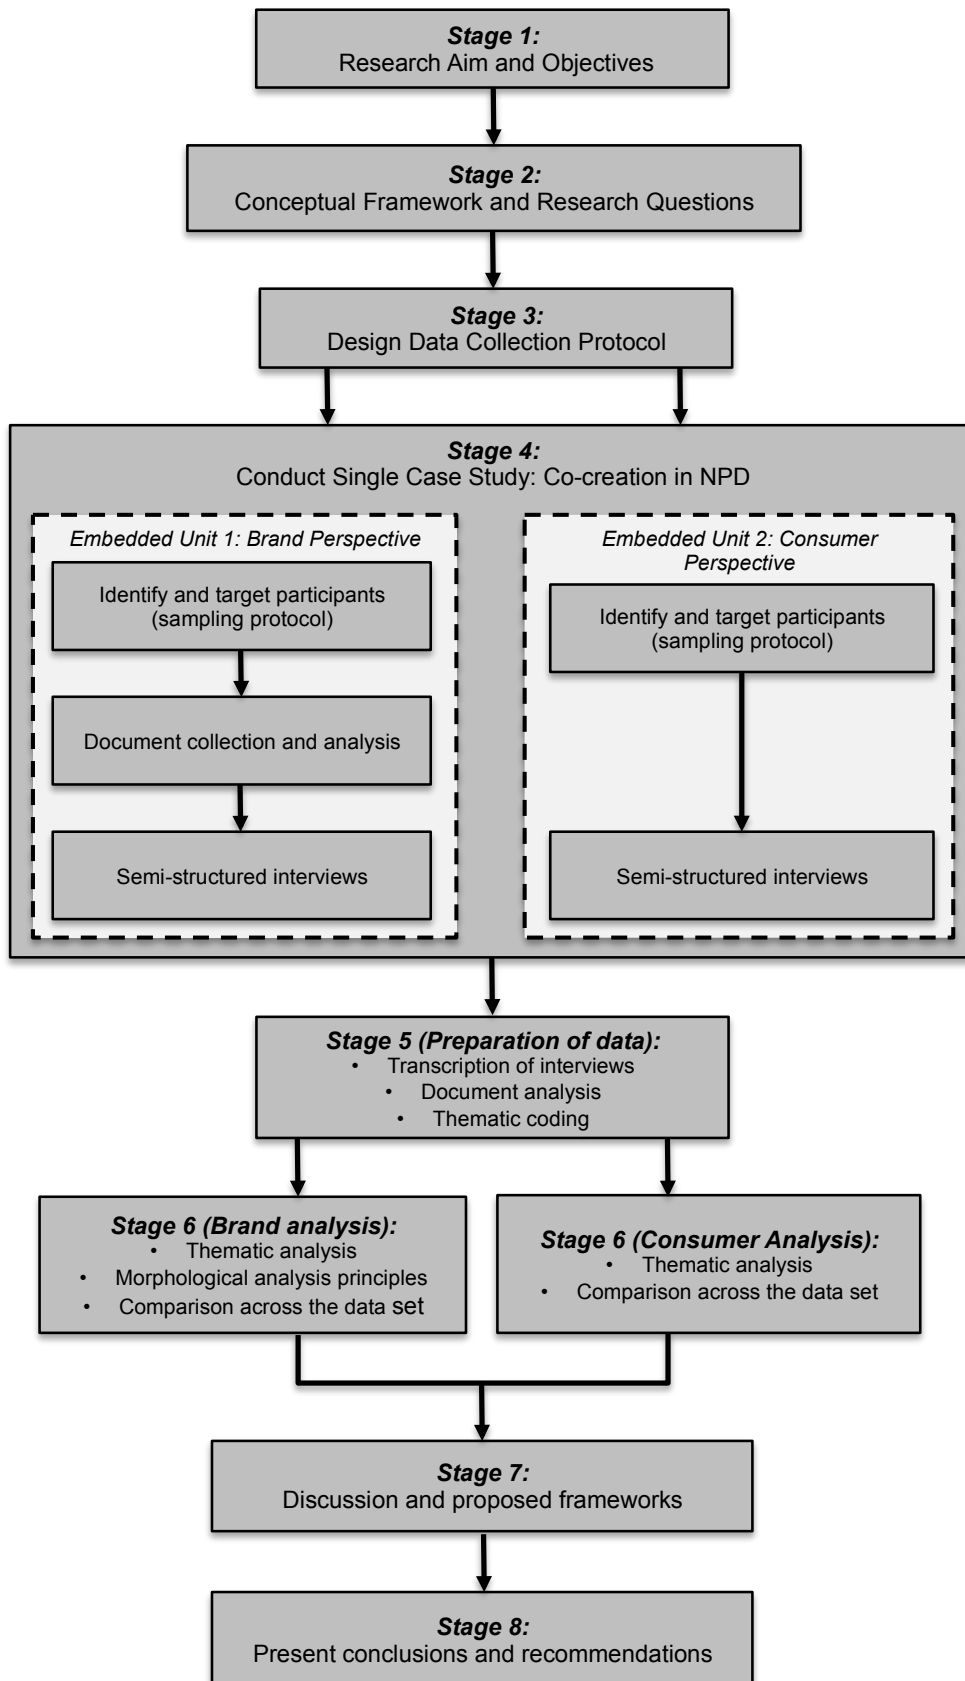 Stage 1:
Research Aim and Objectives
Stage 2:
Conceptual Framework and Research Questions
Stage 3:
Design Data Collection Protocol
Stage 4:
Conduct Single Case Study: Co-creation in NPD
Embedded Unit 1: Brand Perspective
Identify and target participants
(sampling protocol)
Document collection and analysis
Semi-structured interviews
Embedded Unit 2: Consumer
Perspective
Identify and target participants
(sampling protocol)
Semi-structured interviews
Stage 5 (Preparation of data):
• Transcription of interviews
• Document analysis
• Thematic coding
Stage 6 (Brand analysis):
• Thematic analysis
• Morphological analysis principles
• Comparison across the data set
Stage 6 (Consumer Analysis):
• Thematic analysis
• Comparison across the data set
Stage 7:
Discussion and proposed frameworks
Stage 8:
Present conclusions and recommendations